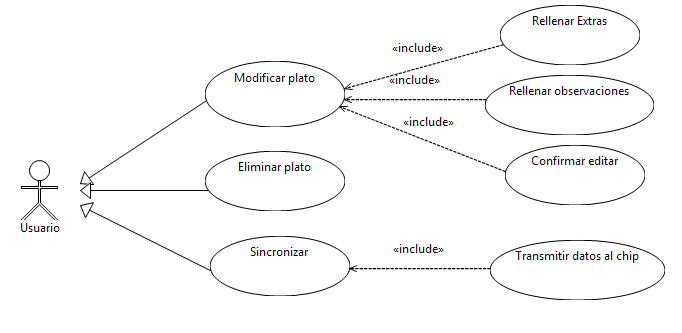 Rellenar Extras
«include»
Modificar plato
«include»
Rellenar observaciones
«include»
Eliminar plato
Confirmar editar
Usuario
Sincronizar
«include»
Transmitir datos al chip